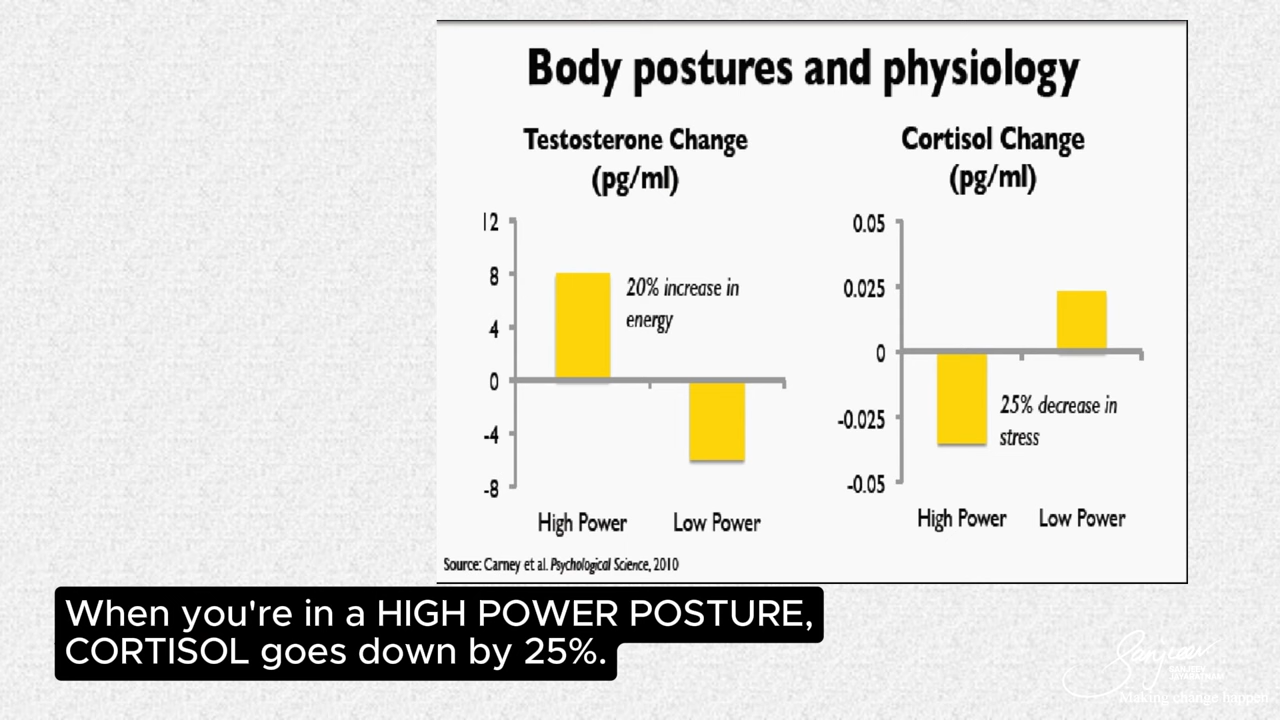 Body postures and physiology
Testosterone Change
(pg/ml)
12
8
4
0
-4
-8
20% increase in
energy
High Power
Low Power
Cortisol Change
(pg/ml)
0.05
0.025
0
-0.025
-0.05
25% decrease in
stress
High Power
Low Power
Source: Carney et al. Psychological Science, 2010
When you're in a HIGH POWER POSTURE,
CORTISOL goes down by 25%.
Sanjeev
SANJEEV
JAYARATNAM
Making change happen